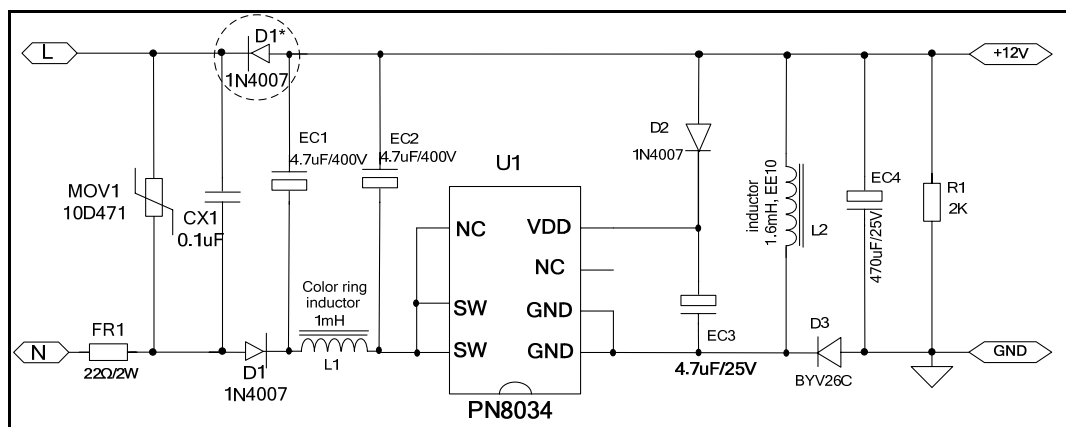 L
D1*
1N4007
+12V
EC1
4.7uF/400V
EC2
4.7uF/400V
U1
D2
1N4007
MOV1
10D471
CX1
0.1uF
NC
VDD
inductor
1.6mH, EE10
L2
EC4
470uF/25V
R1
2K
NC
Color ring
inductor
1mH
SW
GND
EC3
4.7uF/25V
FR1
N
22Ω/2W
D1
1N4007
L1
SW
GND
D3
BYV26C
GND
PN8034